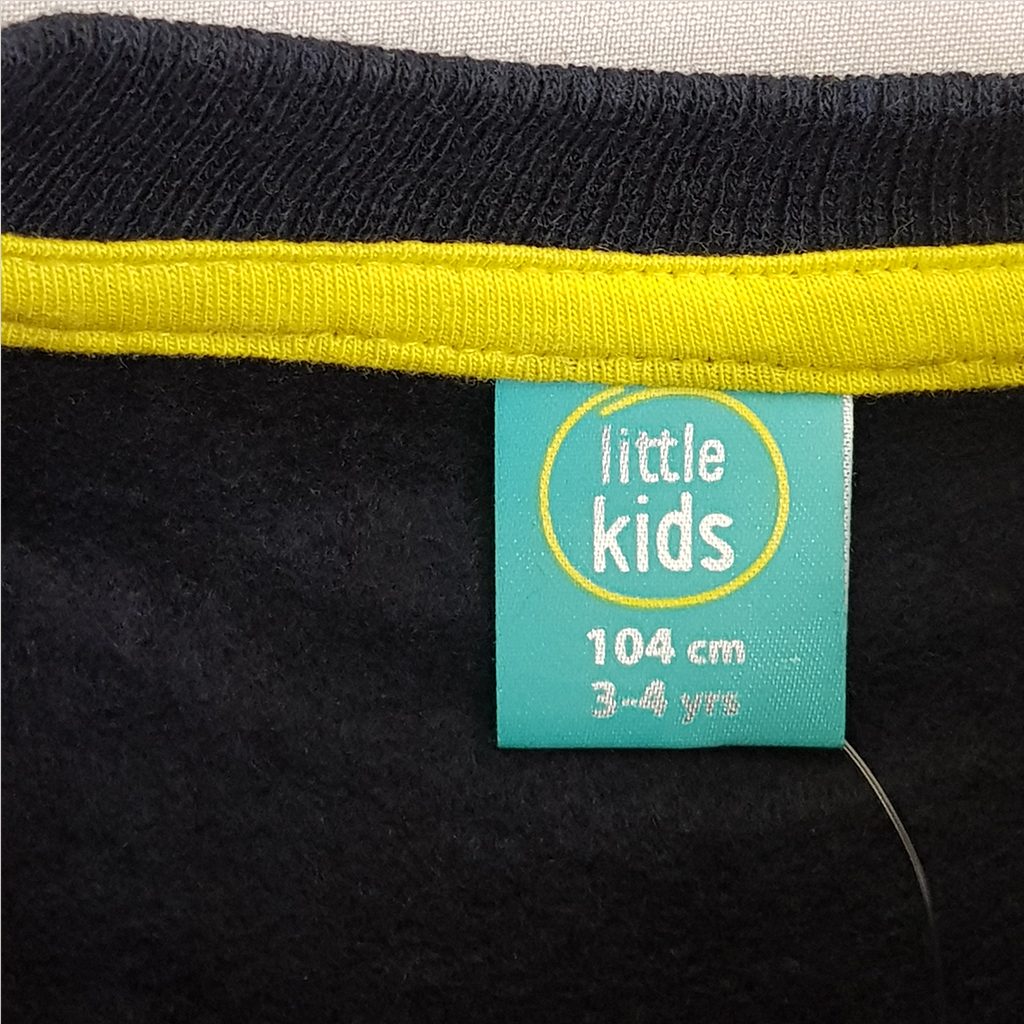 little
kids
104 cm
3-4 yrs